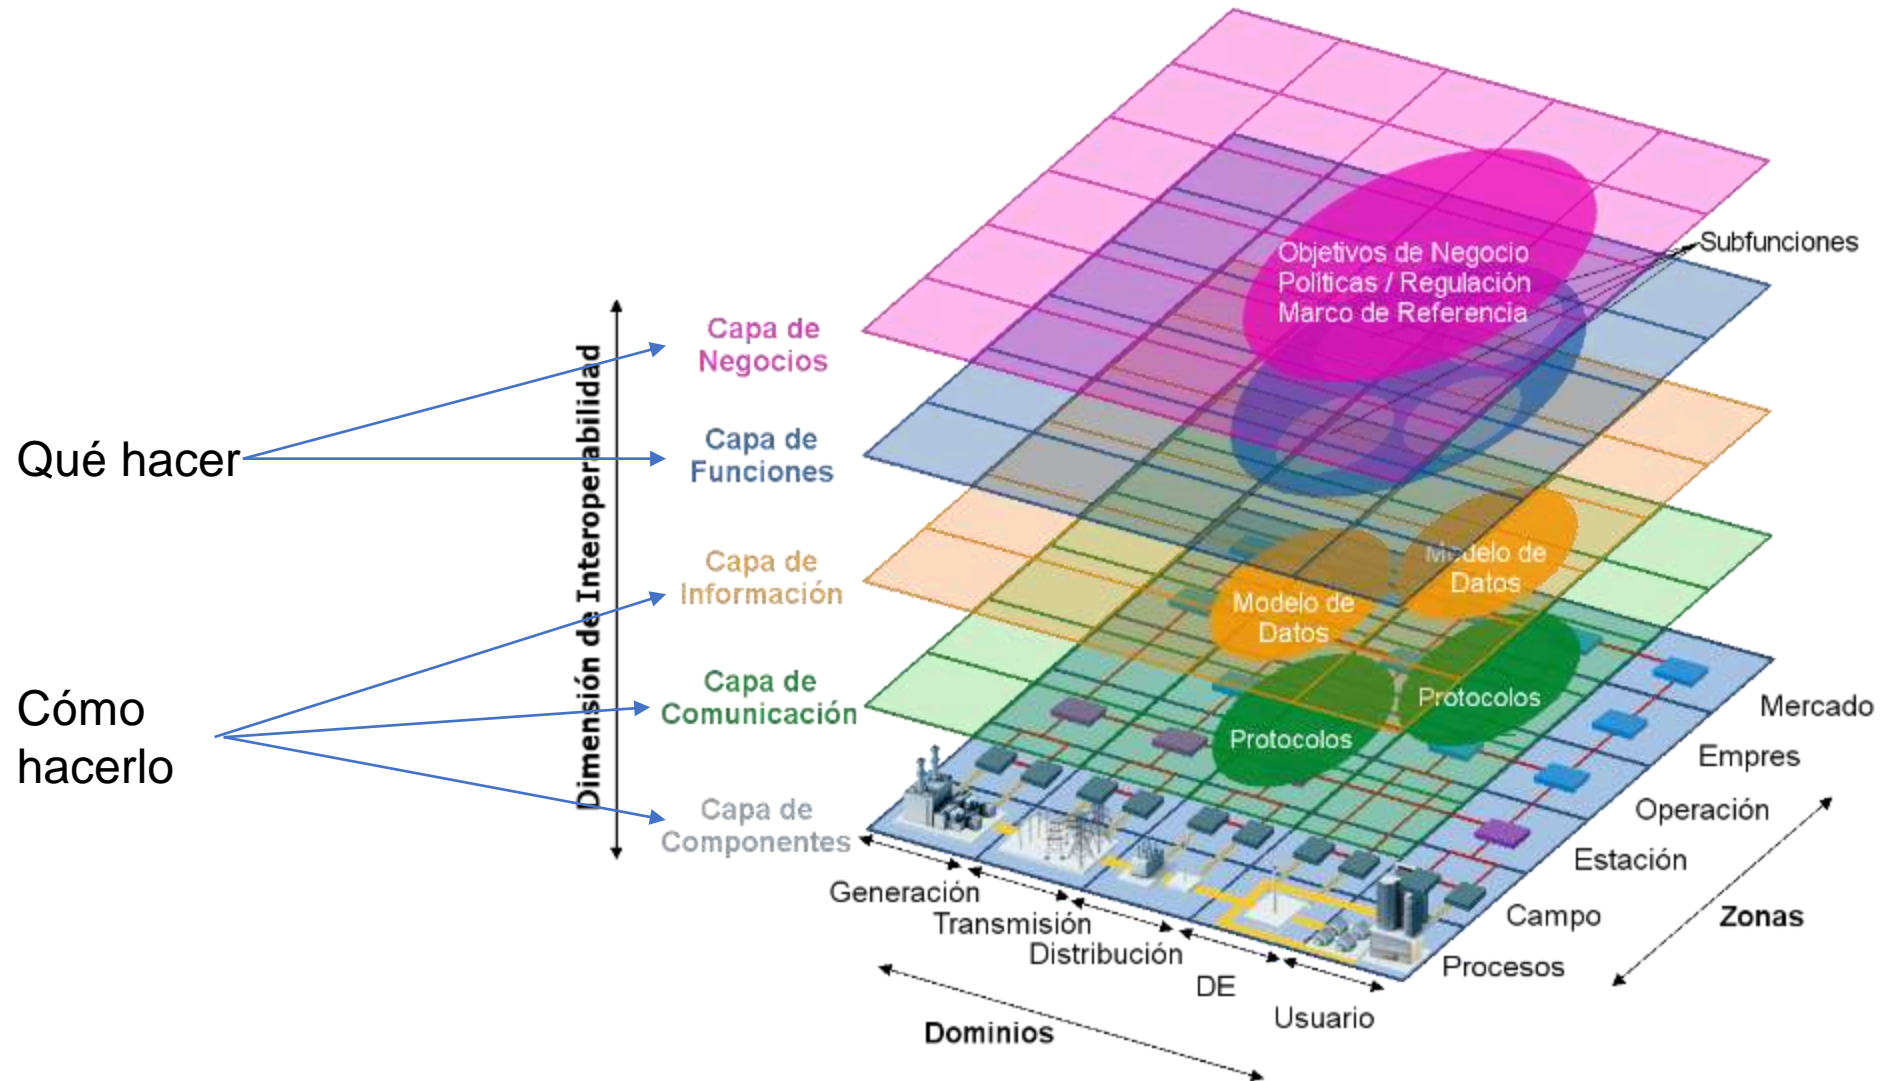 Qué hacer
Cómo
hacerlo
Dimensión de Interoperabilidad
Capa de
Negocios
Capa de
Funciones
Capa de
Información
Capa de
Comunicación
Capa de
Componentes
Objetivos de Negocio
Políticas / Regulación
Marco de Referencia
Subfunciones
Modelo de
Datos
Modelo de
Datos
Protocolos
Protocolos
Generación
Transmisión
Distribución
DE
Usuario
Dominios
Mercado
Empres
Operación
Estación
Campo
Procesos
Zonas